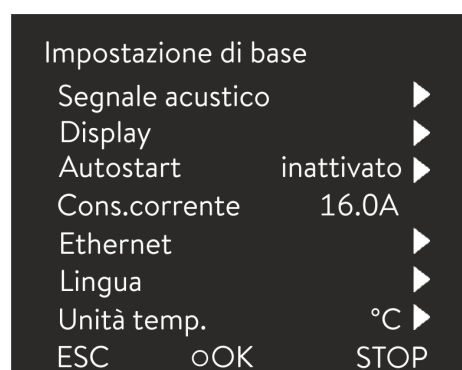 Impostazione di base
Segnale acustico
Display
Autostart inattivato
Cons.corrente 16.0A
Ethernet
Lingua
Unità temp. °C
ESC ○OK STOP